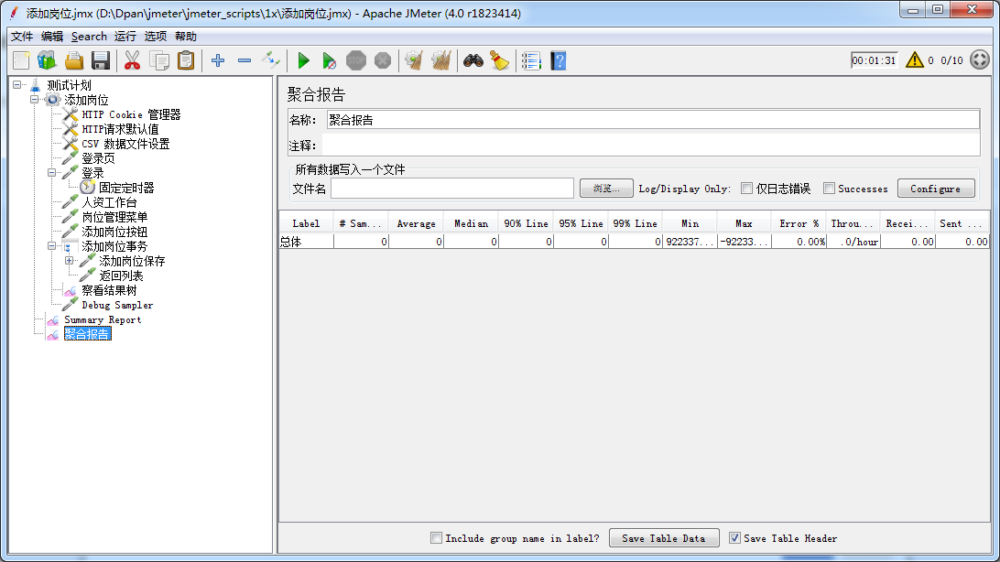 添加岗位.jmx (D:\Dpan\jmeter\jmeter_scripts\1x\添加岗位.jmx) - Apache JMeter (4.0 r1823414)
文件 编辑 Search 运行 选项 帮助
STOP 00:01:31 0 0/10
测试计划
添加岗位
HTTP Cookie 管理器
HTTP请求默认值
CSV 数据文件设置
登录页
登录
固定定时器
人资工作台
岗位管理菜单
添加岗位按钮
添加岗位事务
添加岗位保存
返回列表
察看结果树
Debug Sampler
Summary Report
聚合报告
聚合报告
名称： 聚合报告
注释：
所有数据写入一个文件
文件名 浏览... Log/Display Only: 仅日志错误 Successes Configure
Label # Sam... Average Median 90% Line 95% Line 99% Line Min Max Error % Throu... Recei... Sent ...
总体 0 0 0 0 0 0 922337... -92233... 0.00% .0/hour 0.00 0.00
Include group name in label? Save Table Data Save Table Header